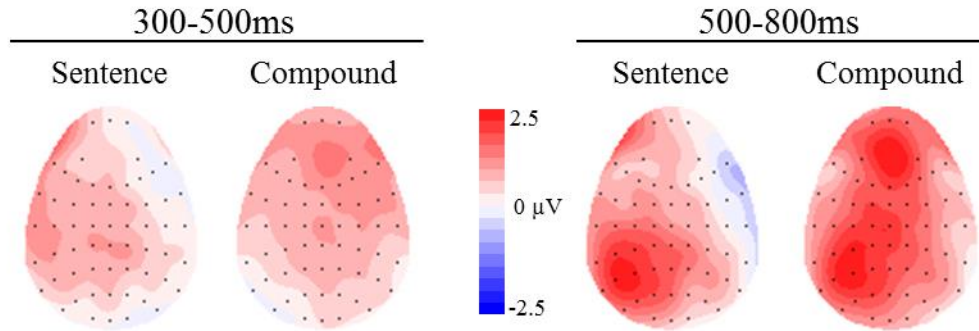 300-500ms
500-800ms
Sentence
Compound
Sentence
Compound
2.5
0 µV
-2.5